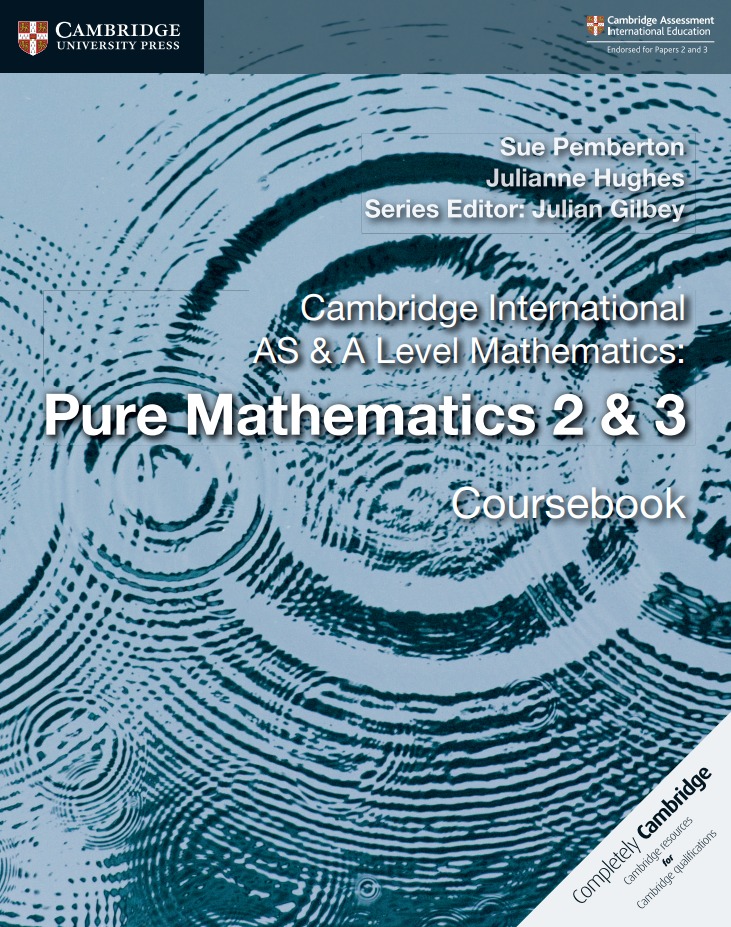 CAMBRIDGE
UNIVERSITY PRESS
Cambridge Assessment
International Education
Endorsed for Papers 2 and 3
Sue Pemberton
Julianne Hughes
Series Editor: Julian Gilbey
Cambridge International
AS & A Level Mathematics:
Pure Mathematics 2 & 3
Coursebook
Completely Cambridge
Cambridge resources
for
Cambridge qualifications